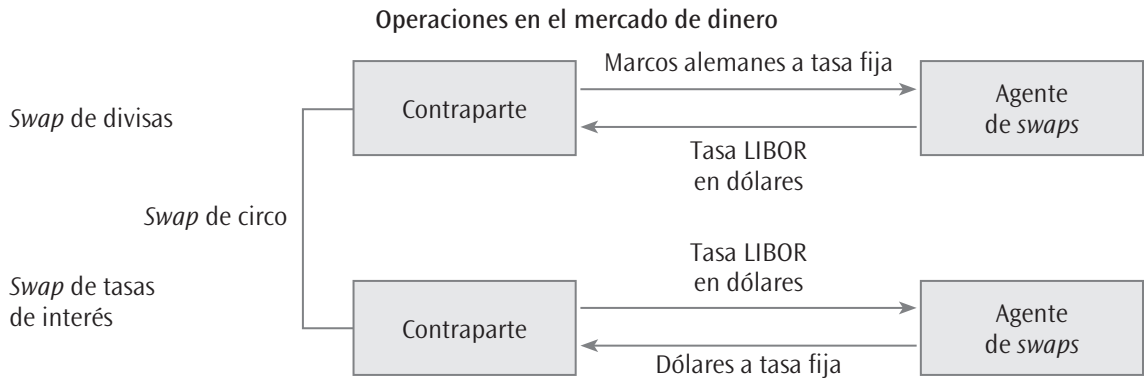 Operaciones en el mercado de dinero
Marcos alemanes a tasa fija
Swap de divisas
Contraparte
Agente
de swaps
Tasa LIBOR
en dólares
Swap de circo
Tasa LIBOR
en dólares
Swap de tasas
de interés
Contraparte
Agente
de swaps
Dólares a tasa fija